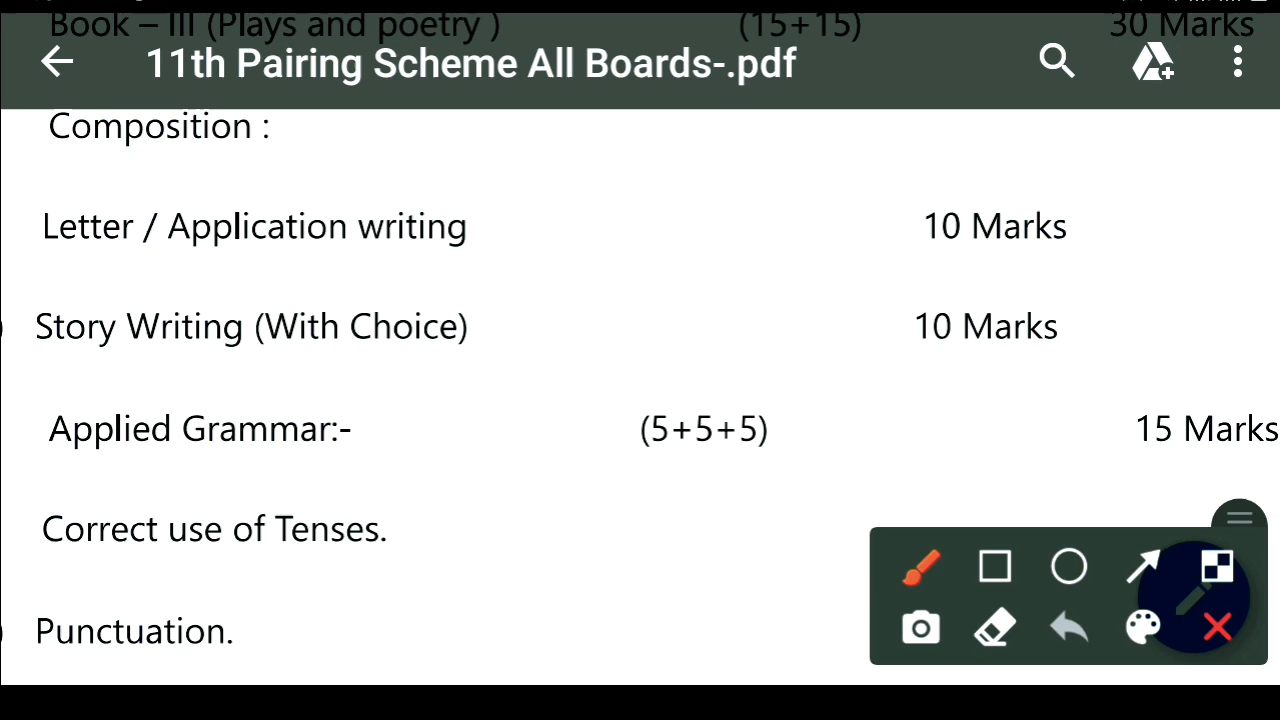 Book – III (Plays and poetry ) (15+15) 30 Marks
11th Pairing Scheme All Boards-.pdf
Composition :
Letter / Application writing 10 Marks
Story Writing (With Choice) 10 Marks
Applied Grammar:- (5+5+5) 15 Marks
Correct use of Tenses.
Punctuation.